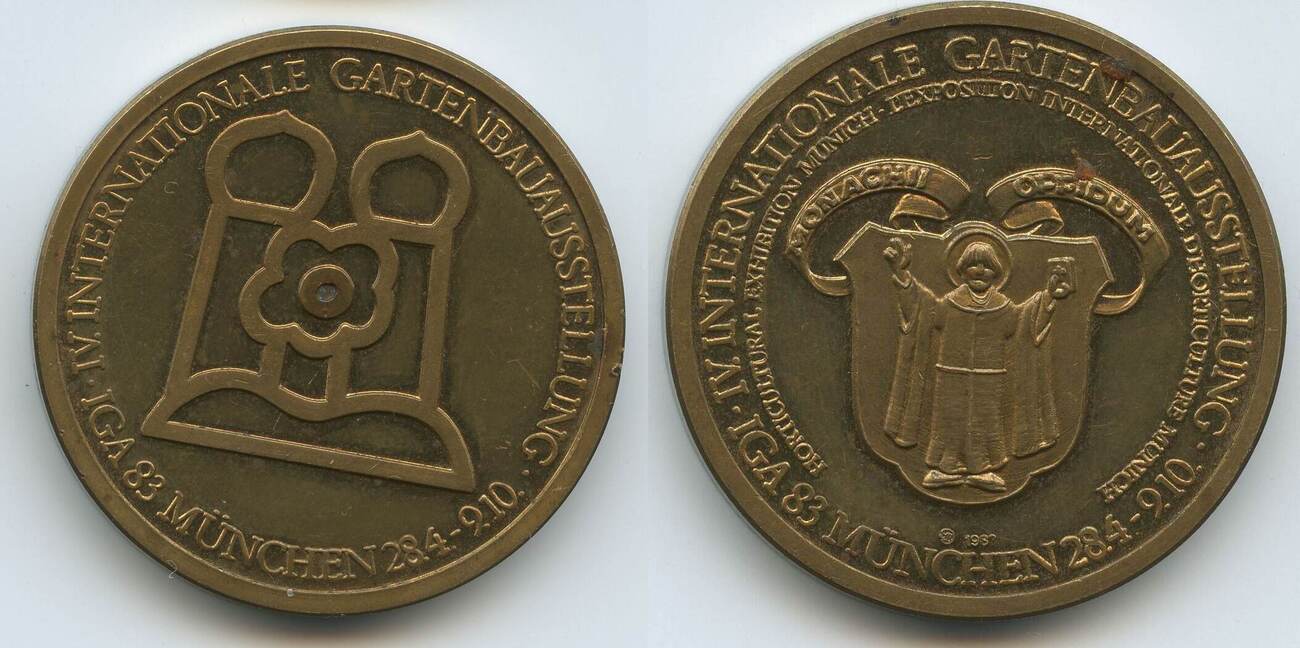 · IV. INTERNATIONALE GARTENBAUAUSSTELLUNG ·
IGA 83 MÜNCHEN 28.4.-9.10.
· IV. INTERNATIONALE GARTENBAUAUSSTELLUNG ·
IGA 83 MÜNCHEN 28.4.-9.10.
HORTICULTURAL EXHIBITION MUNICH · L'EXPOSITION INTERNATIONALE D'HORTICULTURE MUNICH
MONACHII OPPIDUM